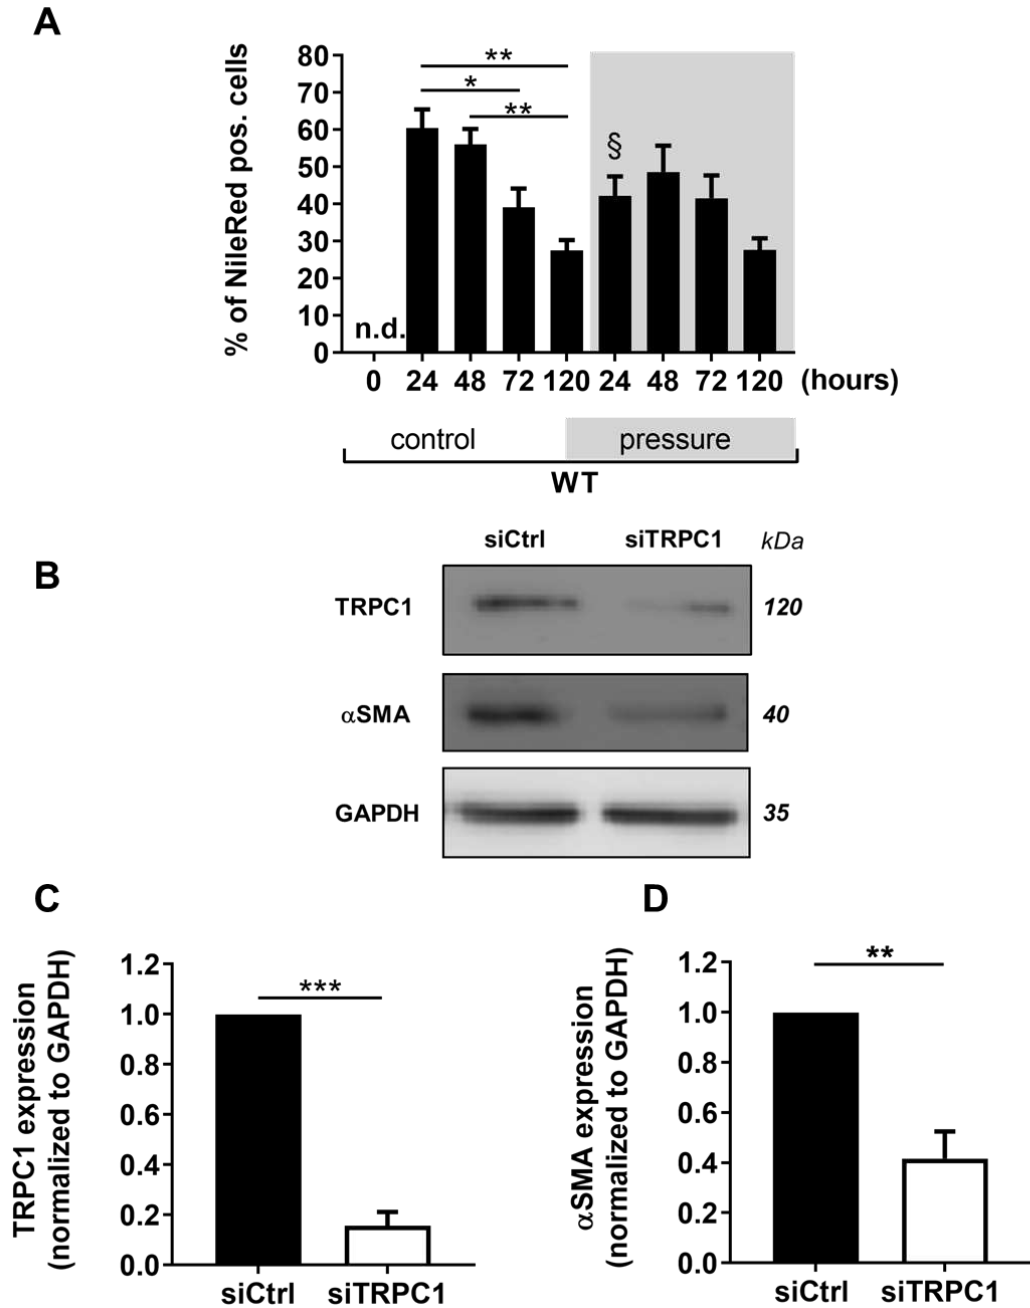 A
% of NileRed pos. cells
80
70
60
50
40
30
20
10
0
**
*
**
§
n.d.
0 24 48 72 120 24 48 72 120 (hours)
control pressure
WT
B
siCtrl siTRPC1 kDa
TRPC1 120
αSMA 40
GAPDH 35
C
TRPC1 expression
(normalized to GAPDH)
1.2
1.0
0.8
0.6
0.4
0.2
0.0
***
siCtrl siTRPC1
D
αSMA expression
(normalized to GAPDH)
1.2
1.0
0.8
0.6
0.4
0.2
0.0
**
siCtrl siTRPC1